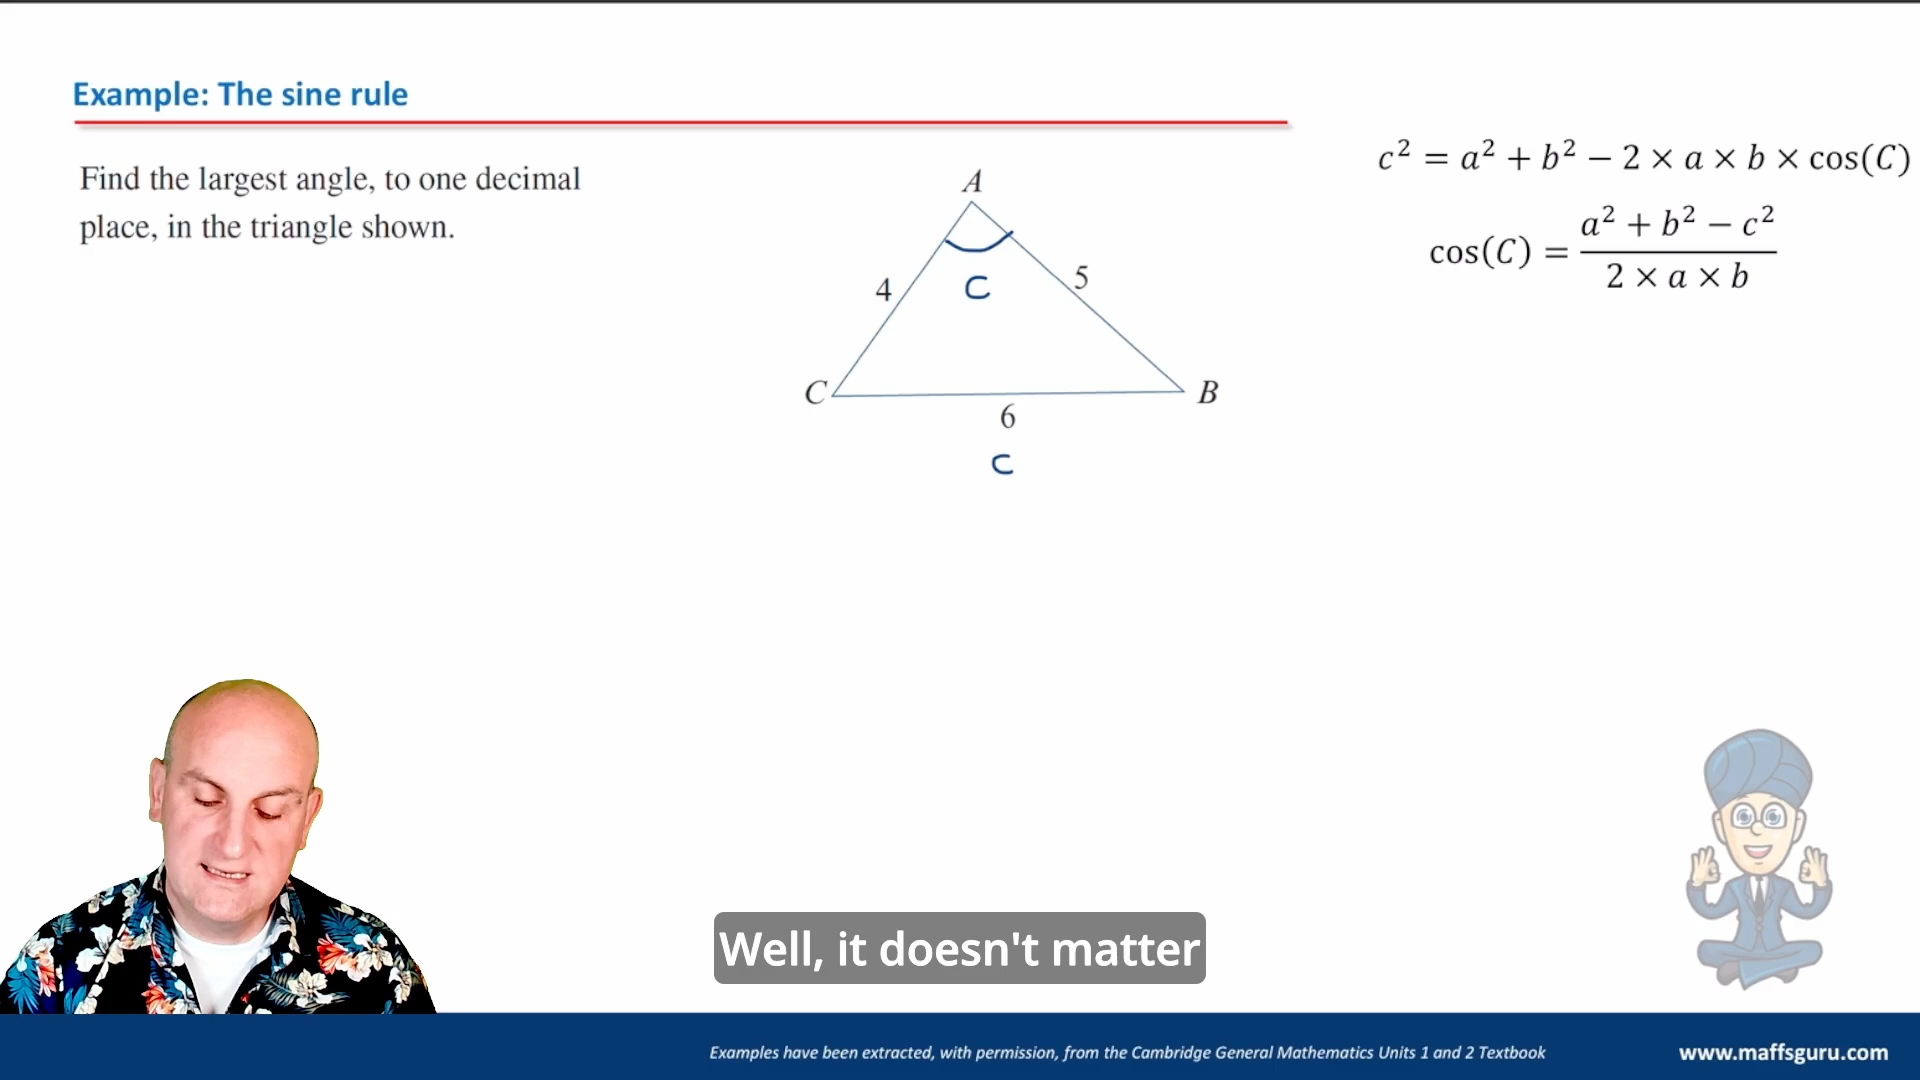 Example: The sine rule
Find the largest angle, to one decimal
place, in the triangle shown.
A
4
C
5
C
B
6
C
c² = a² + b² − 2 × a × b × cos(C)
cos(C) = (a² + b² − c²) / (2 × a × b)
Well, it doesn't matter
Examples have been extracted, with permission, from the Cambridge General Mathematics Units 1 and 2 Textbook
www.maffsguru.com